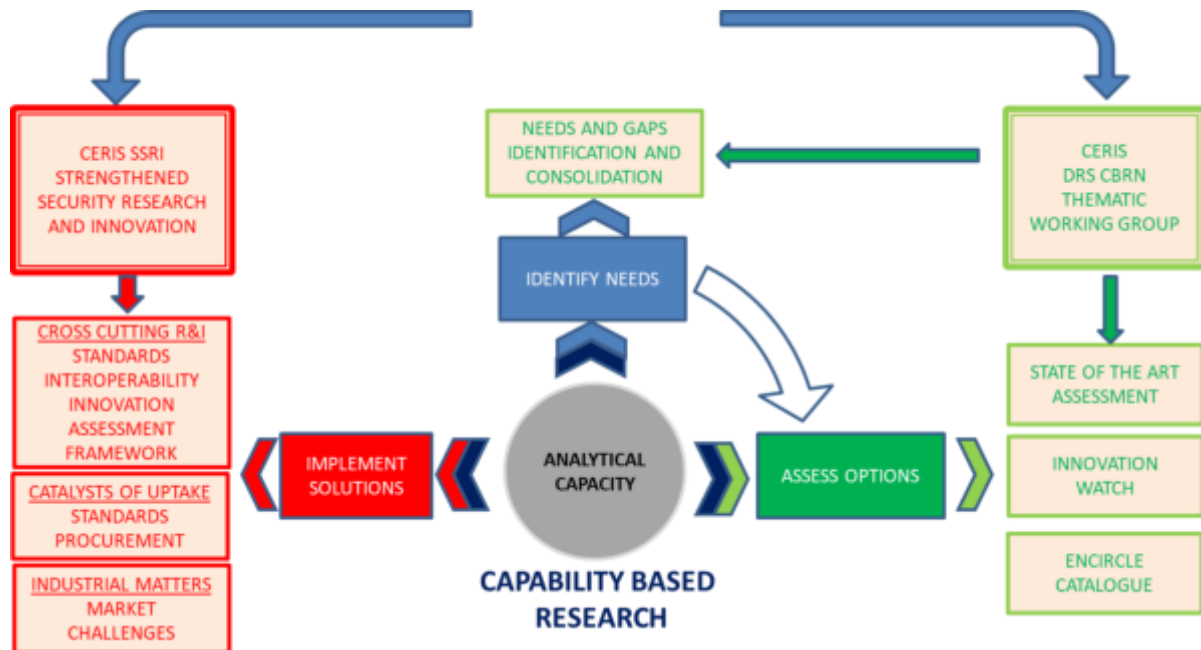 CERIS SSRI
STRENGTHENED
SECURITY RESEARCH
AND INNOVATION
CROSS CUTTING R&I
STANDARDS
INTEROPERABILITY
INNOVATION
ASSESSMENT
FRAMEWORK
CATALYSTS OF UPTAKE
STANDARDS
PROCUREMENT
INDUSTRIAL MATTERS
MARKET
CHALLENGES
NEEDS AND GAPS
IDENTIFICATION AND
CONSOLIDATION
IDENTIFY NEEDS
IMPLEMENT
SOLUTIONS
ANALYTICAL
CAPACITY
ASSESS OPTIONS
CAPABILITY BASED
RESEARCH
CERIS
DRS CBRN
THEMATIC
WORKING GROUP
STATE OF THE ART
ASSESSMENT
INNOVATION
WATCH
ENCIRCLE
CATALOGUE